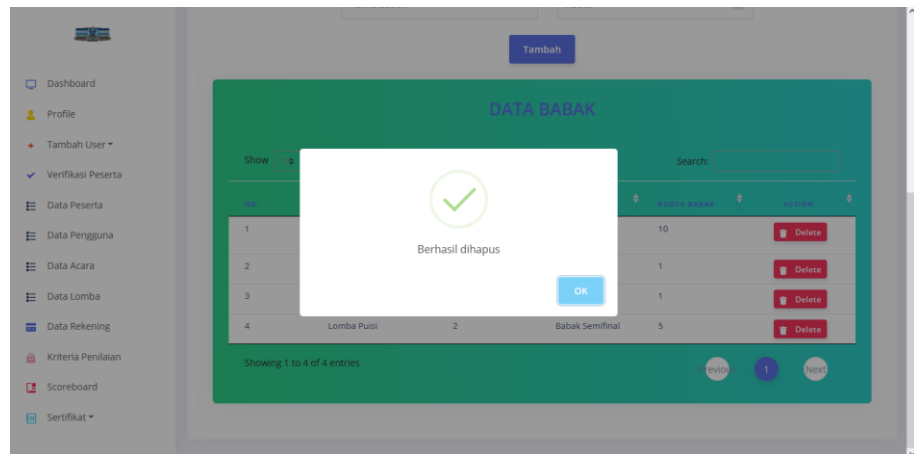 Tambah
Dashboard
Profile
Tambah User
Verifikasi Peserta
Data Peserta
Data Pengguna
Data Acara
Data Lomba
Data Rekening
Kriteria Penilaian
Scoreboard
Sertifikat
DATA BABAK
Show
Search:
NO.
KUOTA BABAK
ACTION
1
10
Delete
2
1
Delete
3
1
Delete
4 Lomba Puisi 2 Babak Semifinal 5 Delete
Berhasil dihapus
OK
Showing 1 to 4 of 4 entries
Previous 1 Next